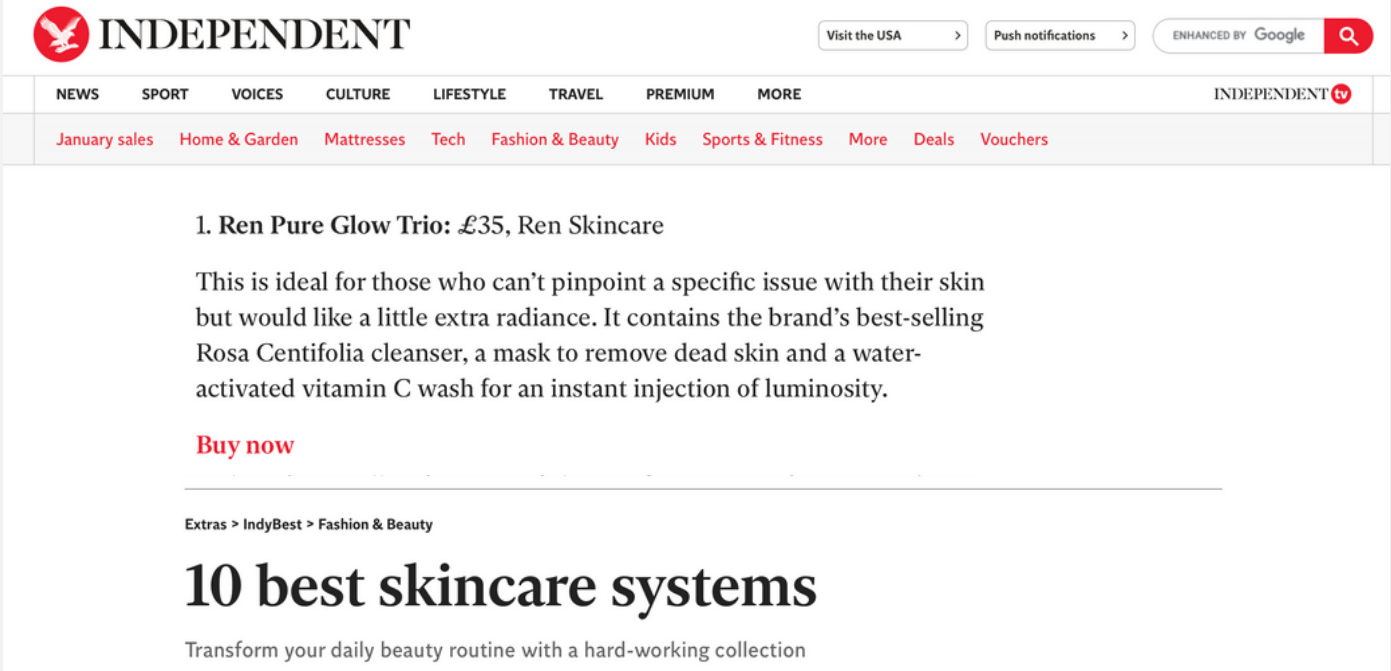 INDEPENDENT
Visit the USA >
Push notifications >
ENHANCED BY Google
NEWS SPORT VOICES CULTURE LIFESTYLE TRAVEL PREMIUM MORE INDEPENDENT tv
January sales Home & Garden Mattresses Tech Fashion & Beauty Kids Sports & Fitness More Deals Vouchers
1. Ren Pure Glow Trio: £35, Ren Skincare
This is ideal for those who can’t pinpoint a specific issue with their skin
but would like a little extra radiance. It contains the brand’s best-selling
Rosa Centifolia cleanser, a mask to remove dead skin and a water-
activated vitamin C wash for an instant injection of luminosity.
Buy now
Extras > IndyBest > Fashion & Beauty
10 best skincare systems
Transform your daily beauty routine with a hard-working collection